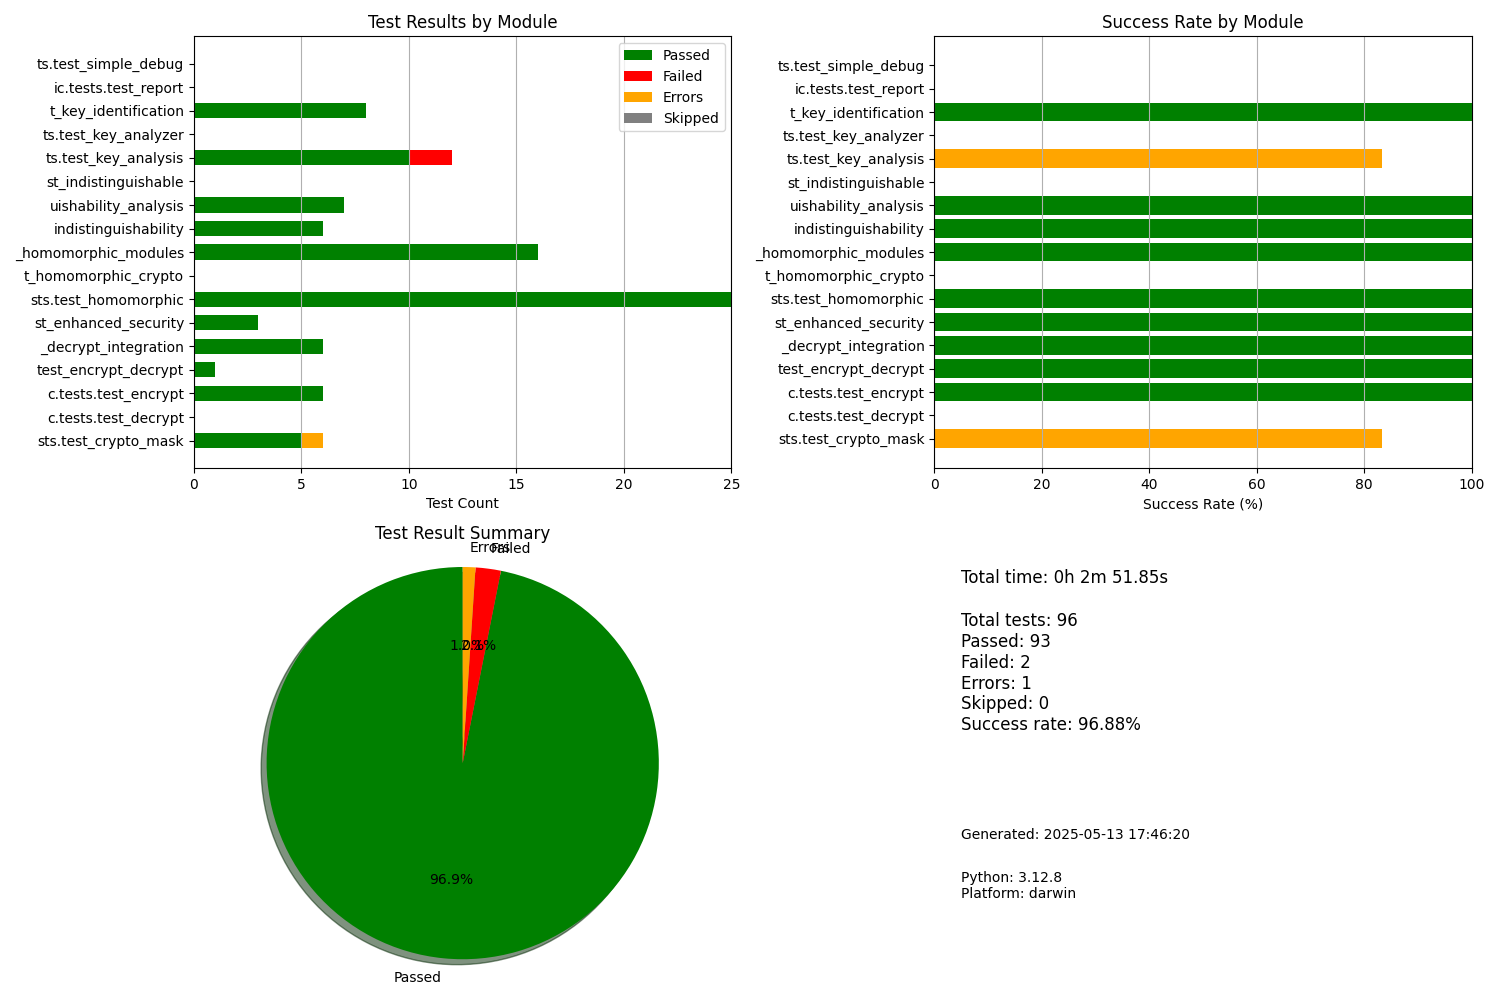 Test Results by Module
ts.test_simple_debug
ic.tests.test_report
t_key_identification
ts.test_key_analyzer
ts.test_key_analysis
st_indistinguishable
uishability_analysis
indistinguishability
_homomorphic_modules
t_homomorphic_crypto
sts.test_homomorphic
st_enhanced_security
_decrypt_integration
test_encrypt_decrypt
c.tests.test_encrypt
c.tests.test_decrypt
sts.test_crypto_mask
Passed
Failed
Errors
Skipped
0 5 10 15 20 25
Test Count
Success Rate by Module
ts.test_simple_debug
ic.tests.test_report
t_key_identification
ts.test_key_analyzer
ts.test_key_analysis
st_indistinguishable
uishability_analysis
indistinguishability
_homomorphic_modules
t_homomorphic_crypto
sts.test_homomorphic
st_enhanced_security
_decrypt_integration
test_encrypt_decrypt
c.tests.test_encrypt
c.tests.test_decrypt
sts.test_crypto_mask
0 20 40 60 80 100
Success Rate (%)
Test Result Summary
Errors
Failed
1.0%
2.1%
96.9%
Passed
Total time: 0h 2m 51.85s
Total tests: 96
Passed: 93
Failed: 2
Errors: 1
Skipped: 0
Success rate: 96.88%
Generated: 2025-05-13 17:46:20
Python: 3.12.8
Platform: darwin